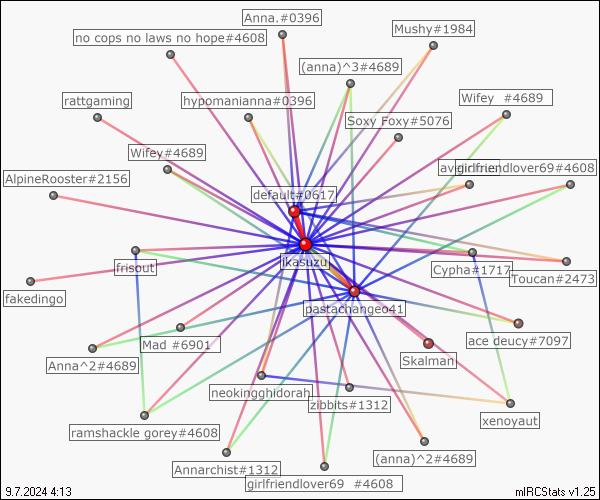 Anna.#0396
no cops no laws no hope#4608
Mushy#1984
(anna)^3#4689
rattgaming
hypomanianna#0396
Wifey  #4689
Soxy Foxy#5076
Wifey#4689
girlfriendlover69#4608
AlpineRooster#2156
default#0617
jkasuzu
frisout
Cypha#1717
Toucan#2473
fakedingo
pastachangeo41
Mad #6901
ace deucy#7097
Anna^2#4689
Skalman
neokingghidorah
zibbits#1312
xenoyaut
ramshackle gorey#4608
(anna)^2#4689
Annarchist#1312
girlfriendlover69  #4608
9.7.2024 4:13
mIRCStats v1.25